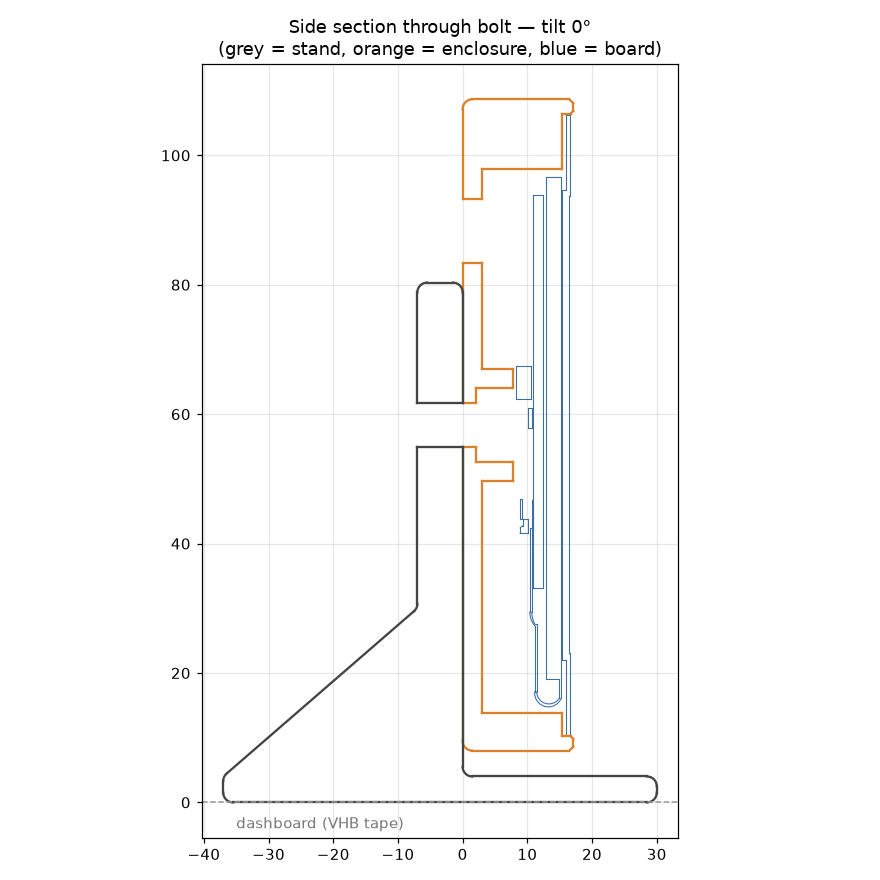 Side section through bolt — tilt 0°
(grey = stand, orange = enclosure, blue = board)
100
80
60
40
20
0
dashboard (VHB tape)
−40 −30 −20 −10 0 10 20 30